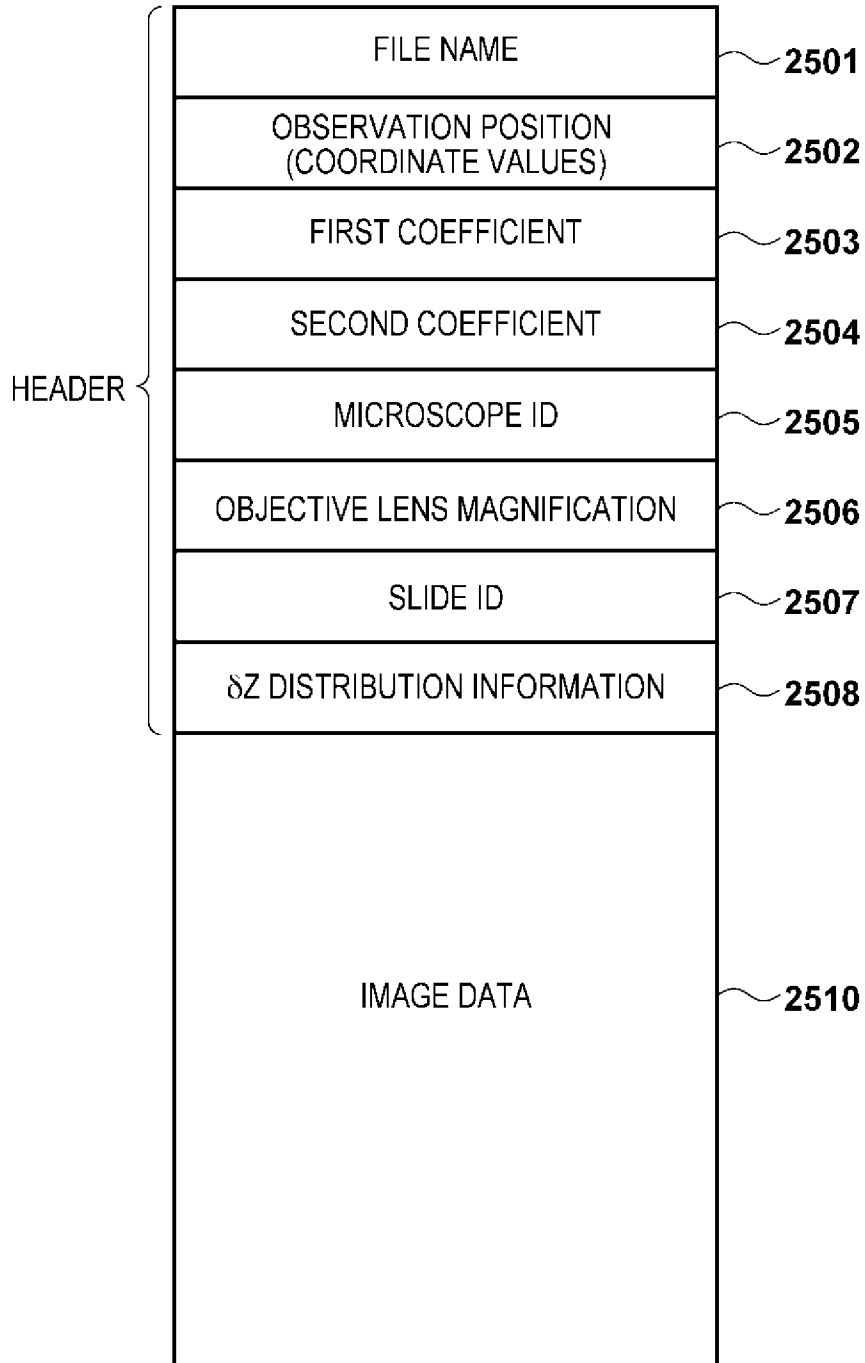 FILE NAME
2501
OBSERVATION POSITION
(COORDINATE VALUES)
2502
FIRST COEFFICIENT
2503
SECOND COEFFICIENT
2504
HEADER
MICROSCOPE ID
2505
OBJECTIVE LENS MAGNIFICATION
2506
SLIDE ID
2507
δZ DISTRIBUTION INFORMATION
2508
IMAGE DATA
2510